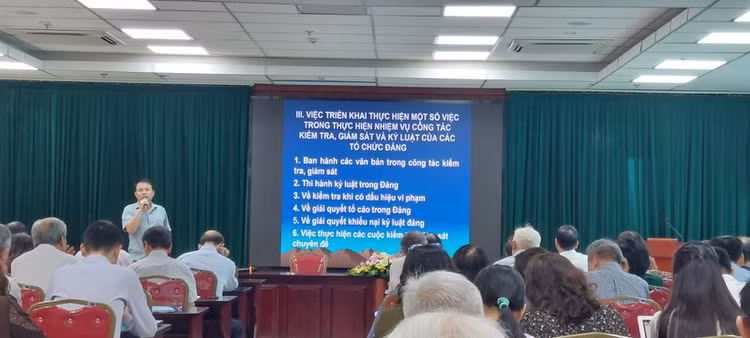 III. VIỆC TRIỂN KHAI THỰC HIỆN MỘT SỐ VIỆC
TRONG THỰC HIỆN NHIỆM VỤ CÔNG TÁC
KIỂM TRA, GIÁM SÁT VÀ KỶ LUẬT CỦA CÁC
TỔ CHỨC ĐẢNG
1. Ban hành các văn bản trong công tác kiểm
tra, giám sát
2. Thi hành kỷ luật trong Đảng
3. Về kiểm tra khi có dấu hiệu vi phạm
4. Về giải quyết tố cáo trong Đảng
5. Về giải quyết khiếu nại kỷ luật đảng
6. Việc thực hiện các cuộc kiểm sát
chuyên đề